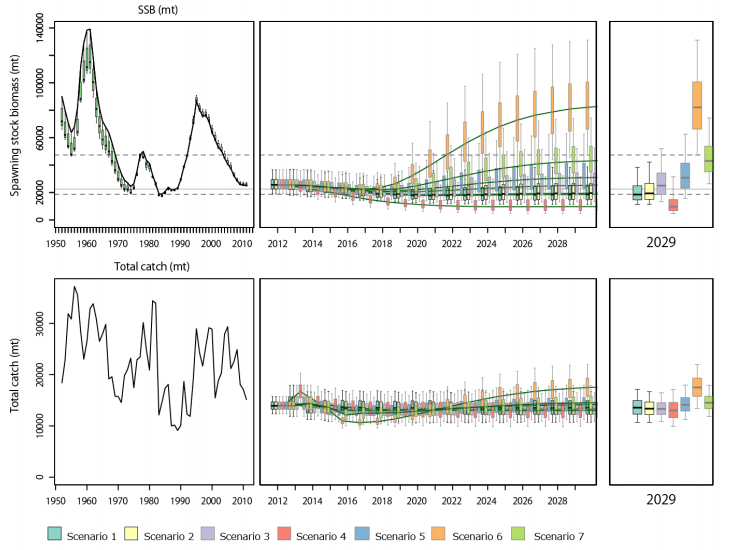 SSB (mt)
Spawning stock biomass (mt)
140000
100000
60000
20000
0
1950 1960 1970 1980 1990 2000 2010
2012 2014 2016 2018 2020 2022 2024 2026 2028
2029
Total catch (mt)
Total catch (mt)
30000
20000
10000
0
1950 1960 1970 1980 1990 2000 2010
2012 2014 2016 2018 2020 2022 2024 2026 2028
2029
Scenario 1 Scenario 2 Scenario 3 Scenario 4 Scenario 5 Scenario 6 Scenario 7